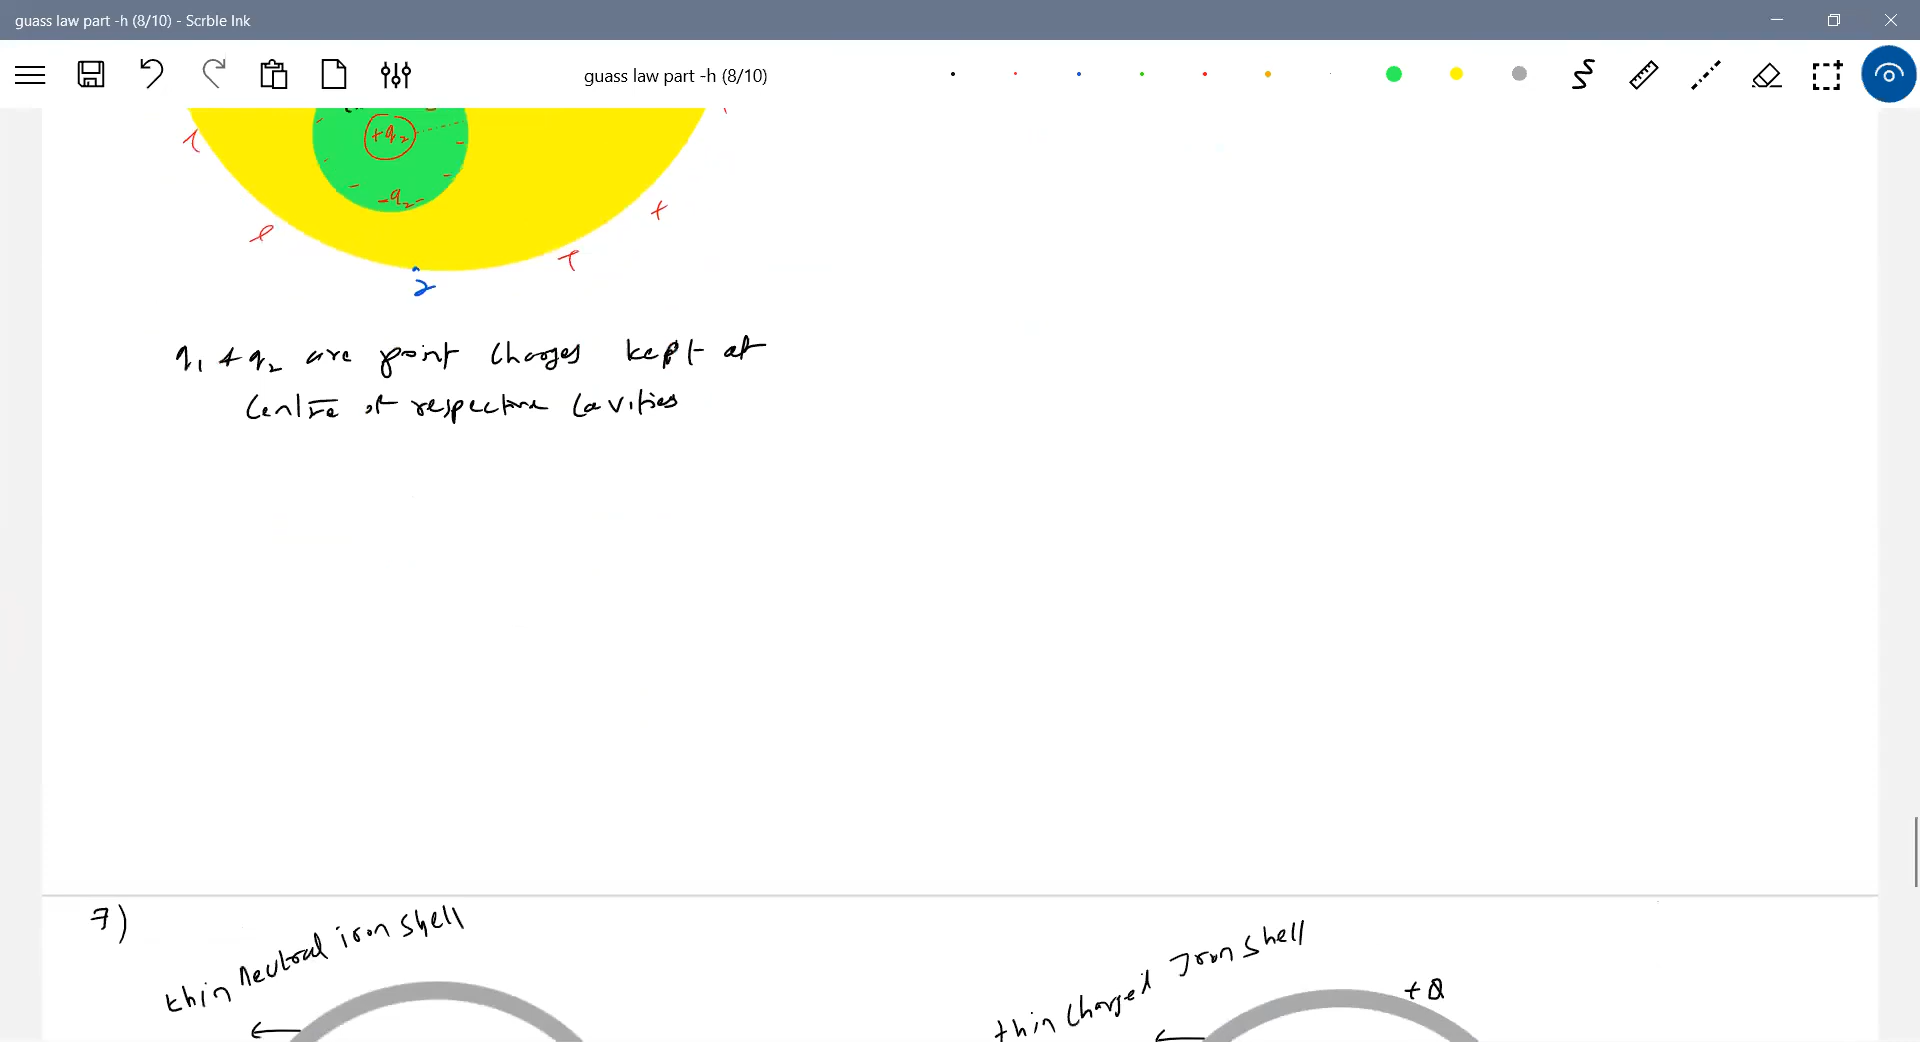 guass law part -h (8/10) - Scrble Ink
guass law part -h (8/10)
+q2
-q2-
2
q1 & q2 are point charges kept at
Centre of respective cavities
7)
thin neutral iron shell
thin charged Iron shell
+Q